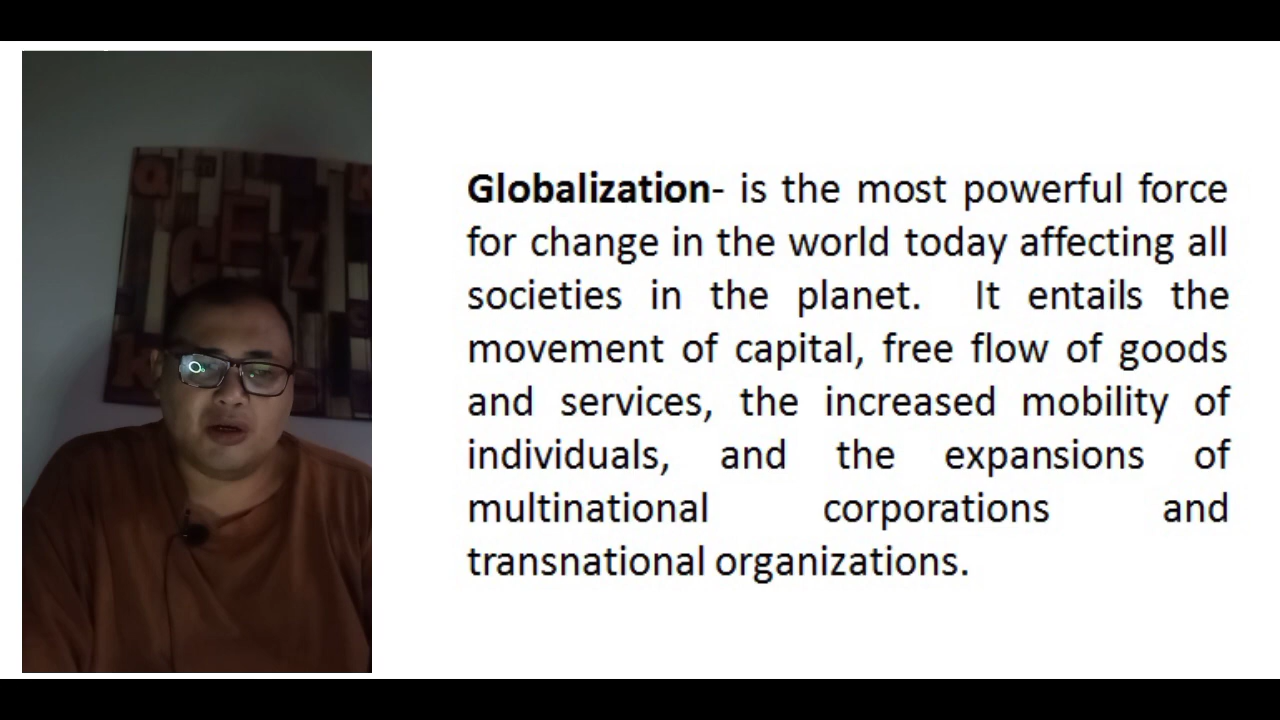 Globalization- is the most powerful force
for change in the world today affecting all
societies in the planet. It entails the
movement of capital, free flow of goods
and services, the increased mobility of
individuals, and the expansions of
multinational corporations and
transnational organizations.